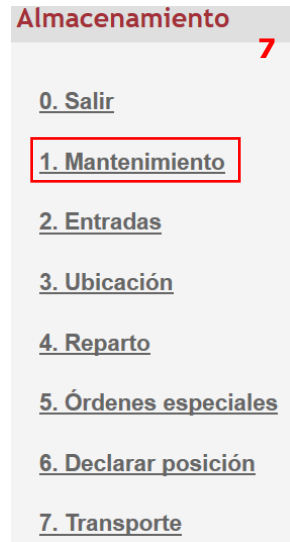 Almacenamiento
7
0. Salir
1. Mantenimiento
2. Entradas
3. Ubicación
4. Reparto
5. Órdenes especiales
6. Declarar posición
7. Transporte